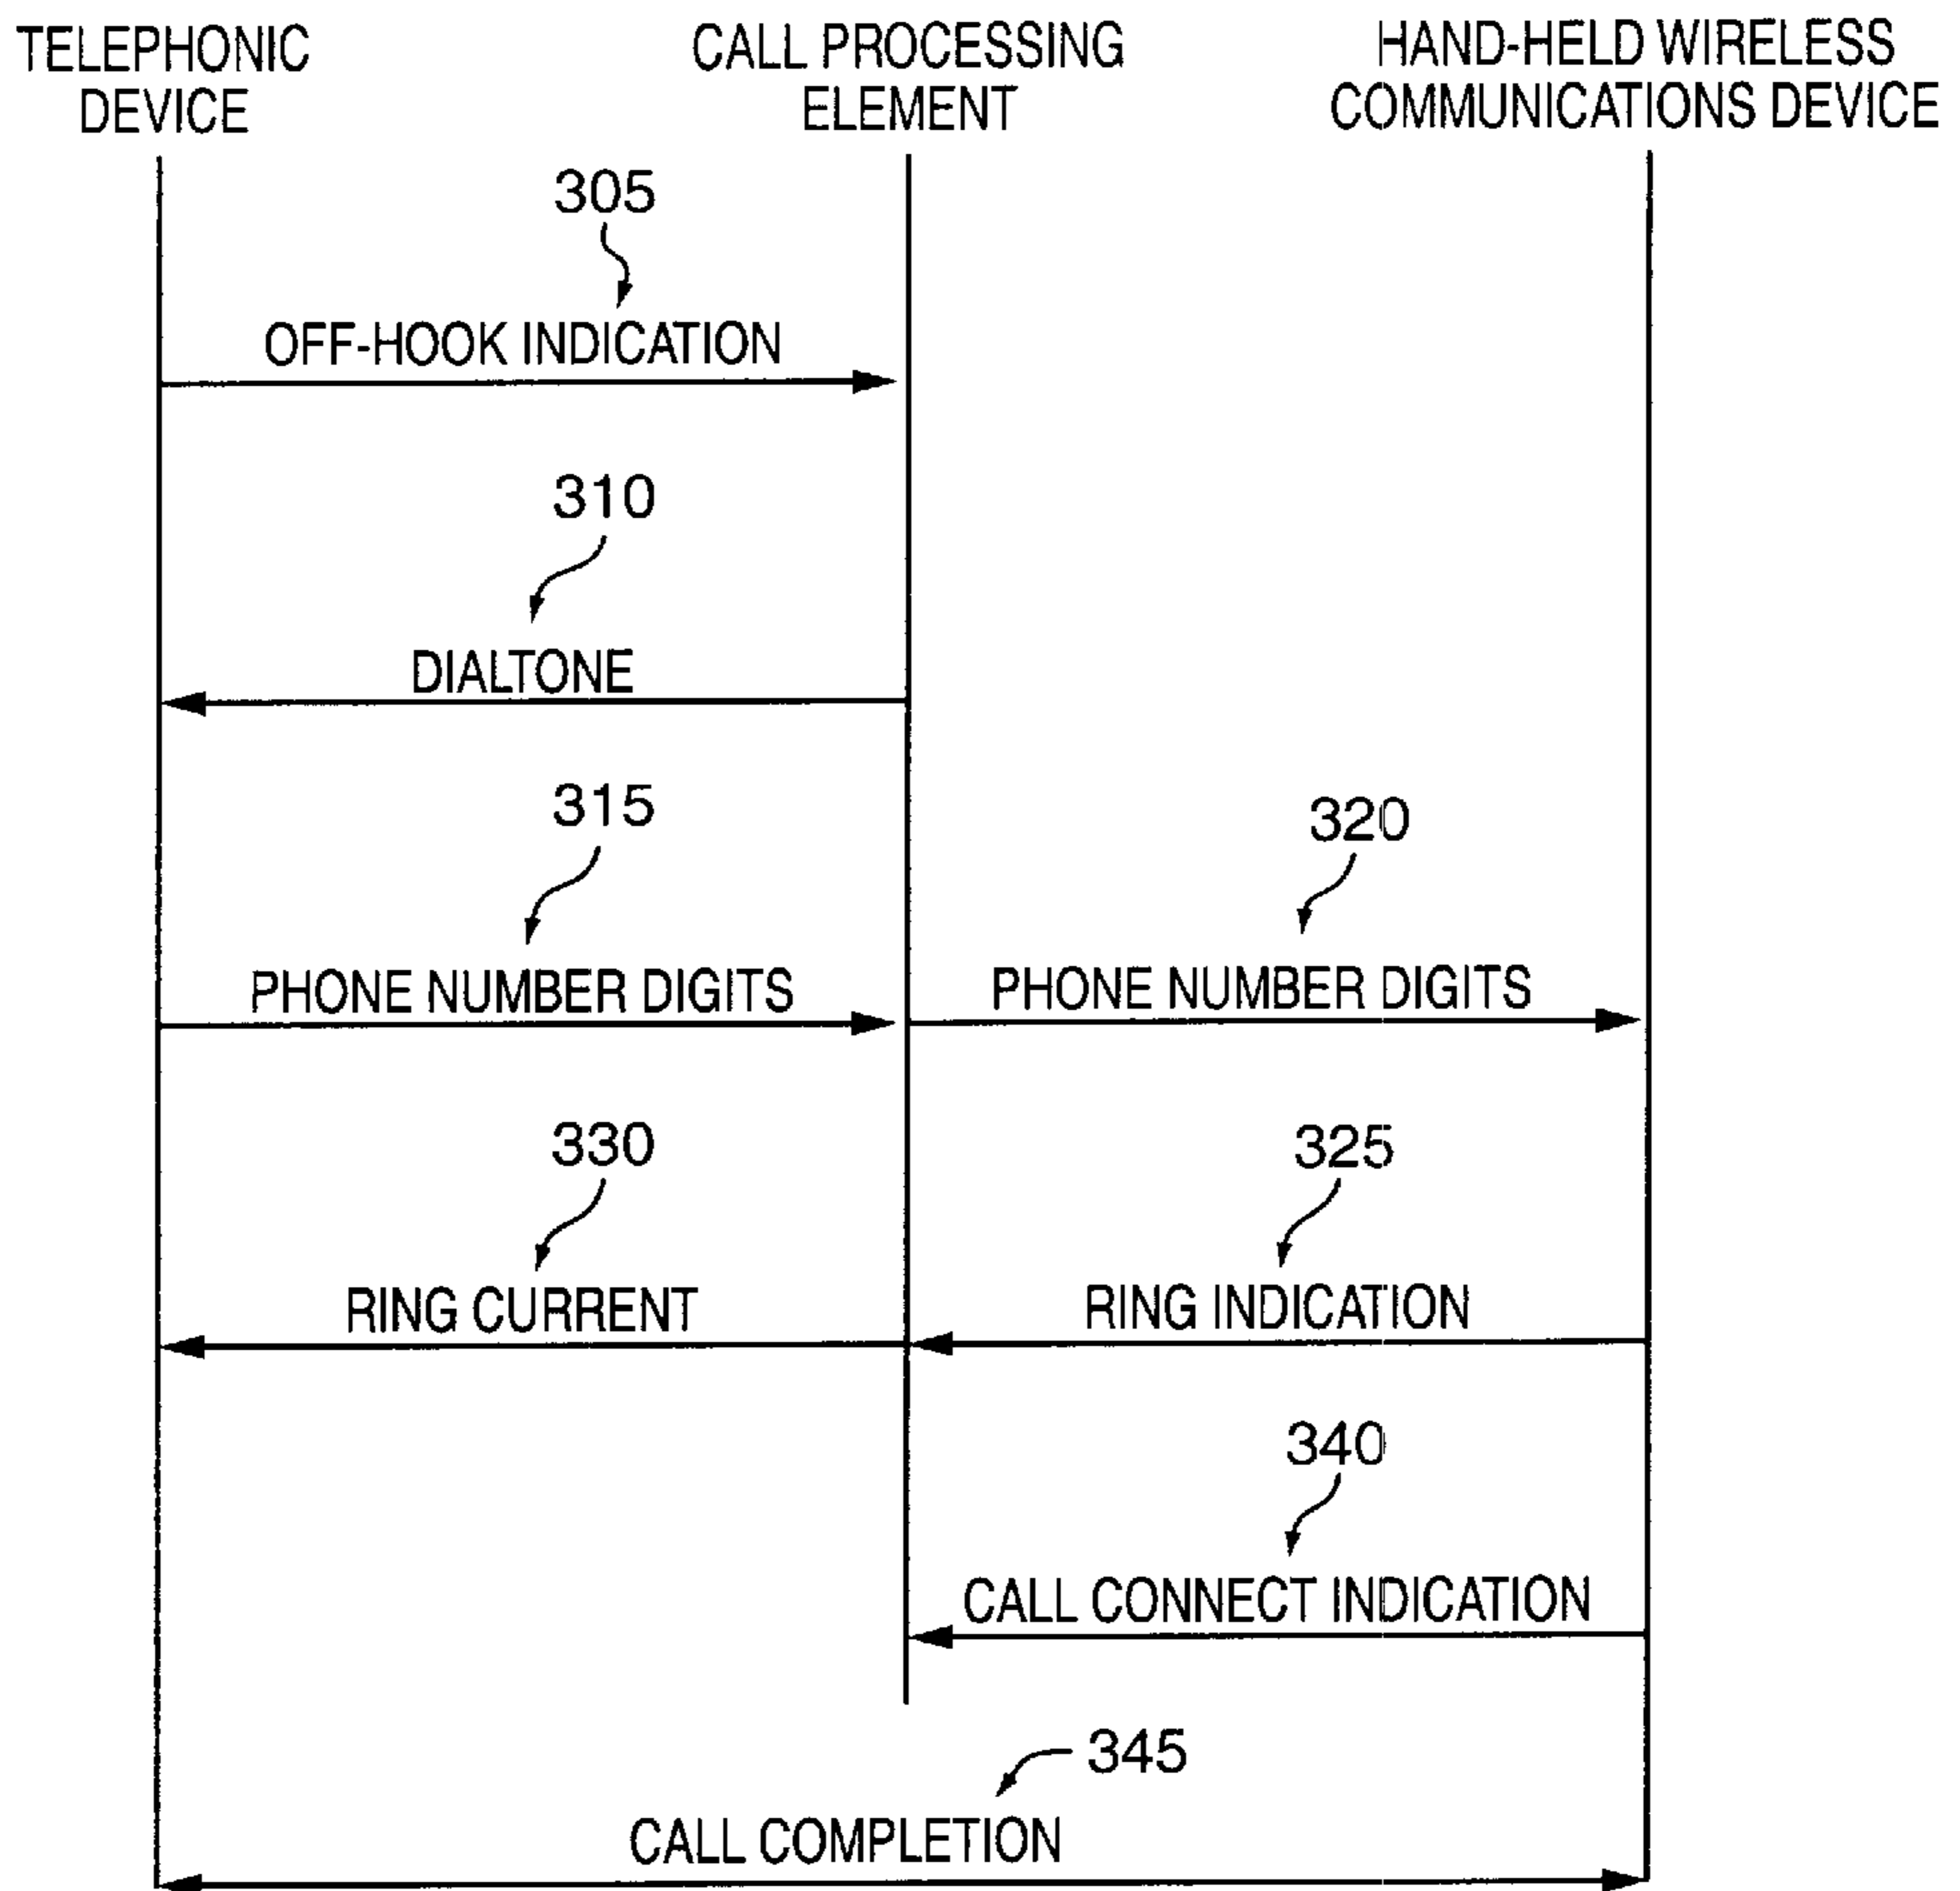 TELEPHONIC
DEVICE
CALL PROCESSING
ELEMENT
HAND-HELD WIRELESS
COMMUNICATIONS DEVICE
305
OFF-HOOK INDICATION
310
DIALTONE
315
320
PHONE NUMBER DIGITS
PHONE NUMBER DIGITS
330
325
RING CURRENT
RING INDICATION
340
CALL CONNECT INDICATION
345
CALL COMPLETION